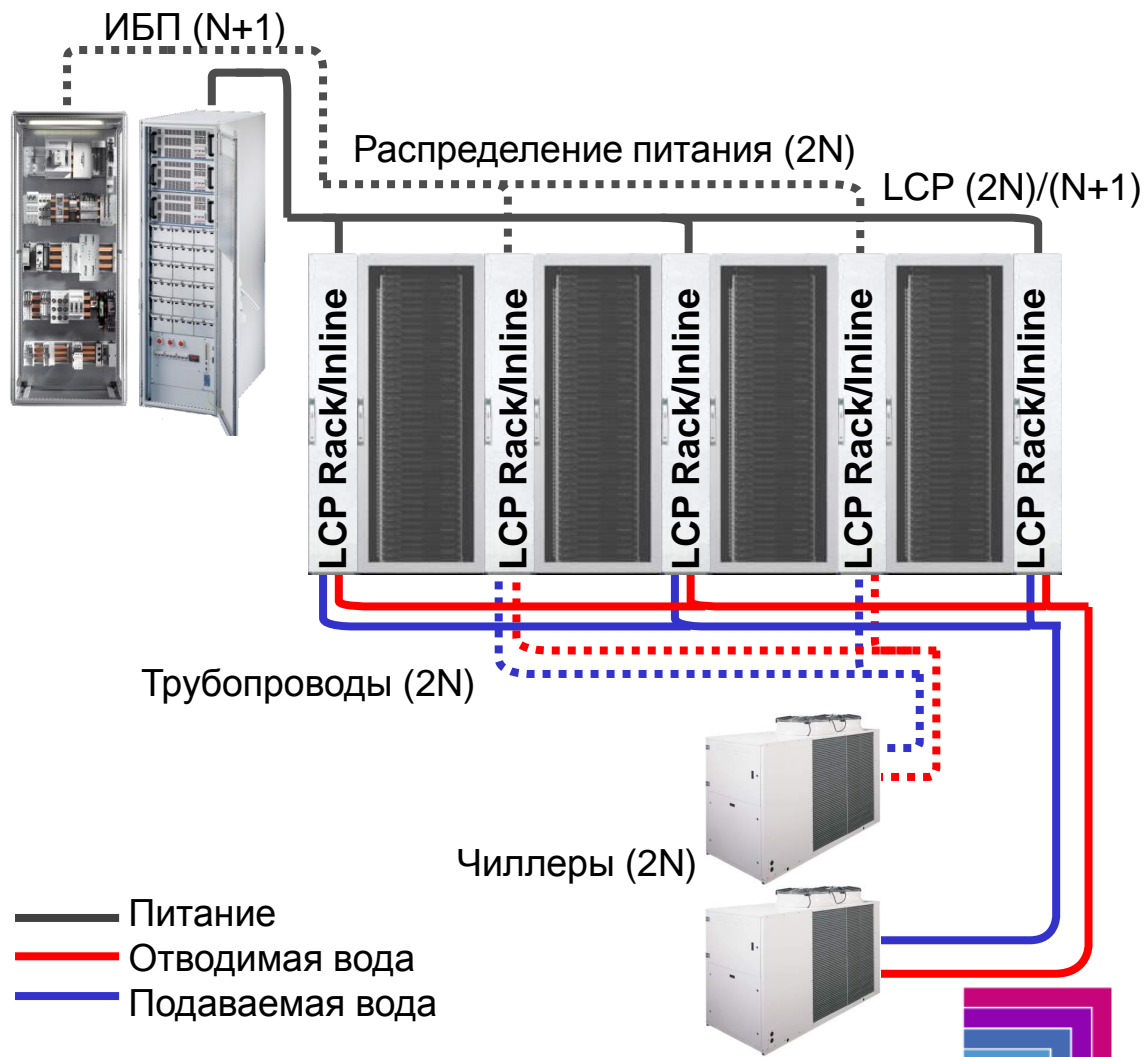 ИБП (N+1)
Распределение питания (2N)
LCP (2N)/(N+1)
LCP Rack/Inline
LCP Rack/Inline
LCP Rack/Inline
LCP Rack/Inline
LCP Rack/Inline
Трубопроводы (2N)
Чиллеры (2N)
Питание
Отводимая вода
Подаваемая вода